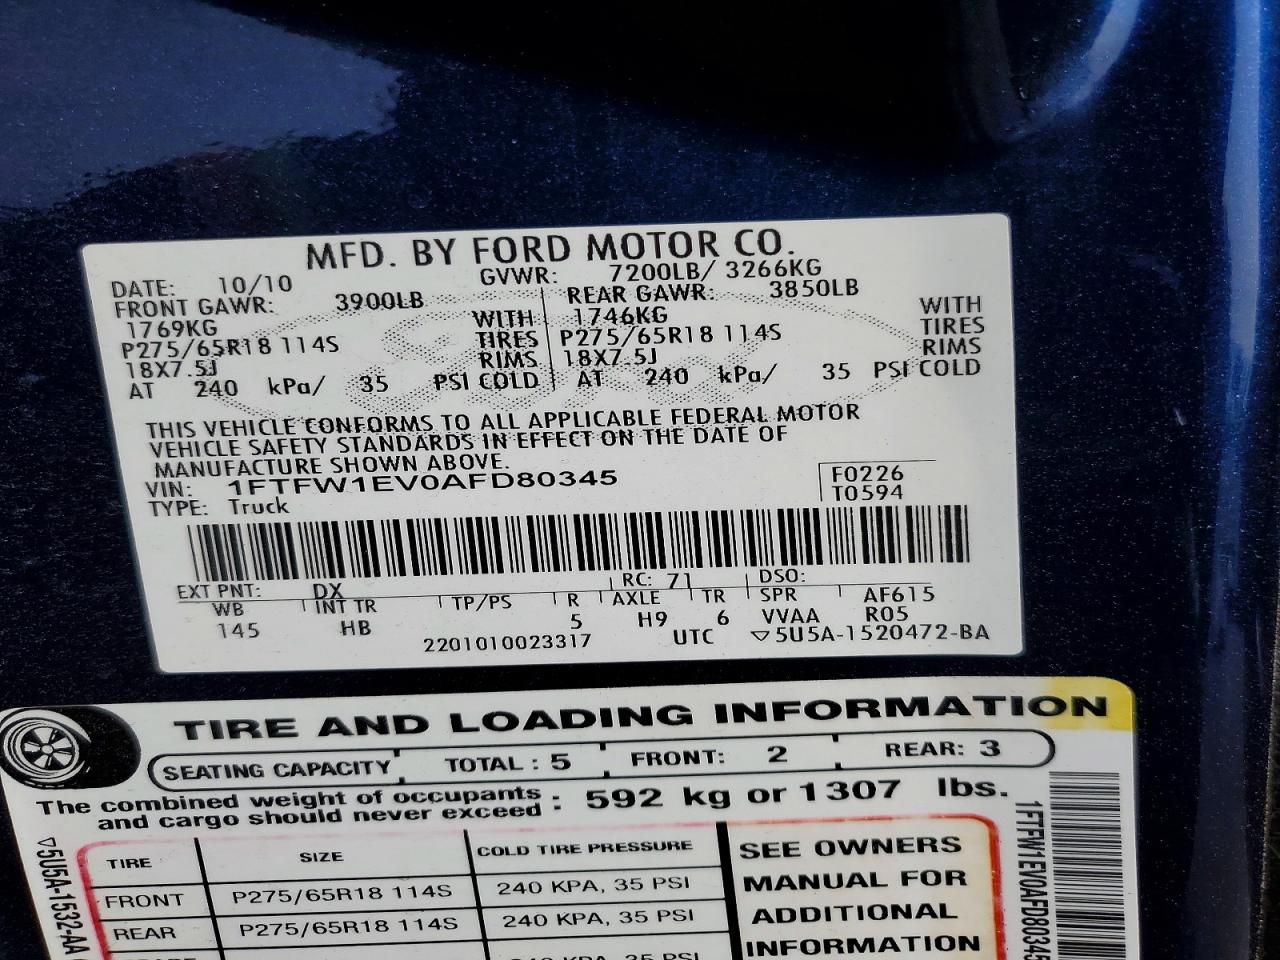 MFD. BY FORD MOTOR CO.
DATE: 10/10 GVWR: 7200LB/ 3266KG
FRONT GAWR: 3900LB REAR GAWR: 3850LB
1769KG WITH 1746KG WITH
P275/65R18 114S TIRES P275/65R18 114S TIRES
18X7.5J RIMS 18X7.5J RIMS
AT 240 kPa/ 35 PSI COLD AT 240 kPa/ 35 PSI COLD
THIS VEHICLE CONFORMS TO ALL APPLICABLE FEDERAL MOTOR
VEHICLE SAFETY STANDARDS IN EFFECT ON THE DATE OF
MANUFACTURE SHOWN ABOVE.
VIN: 1FTFW1EV0AFD80345 F0226
TYPE: Truck T0594
EXT PNT: DX RC: 71 DSO:
WB INT TR TP/PS R AXLE TR SPR AF615
145 HB 5 H9 6 VVAA R05
2201010023317 UTC ▽5U5A-1520472-BA
TIRE AND LOADING INFORMATION
SEATING CAPACITY TOTAL : 5 FRONT: 2 REAR: 3
The combined weight of occupants
and cargo should never exceed : 592 kg or 1307 lbs.
TIRE SIZE COLD TIRE PRESSURE
FRONT P275/65R18 114S 240 KPA, 35 PSI
REAR P275/65R18 114S 240 KPA, 35 PSI
240 KPA, 35 PSI
SEE OWNERS
MANUAL FOR
ADDITIONAL
INFORMATION
▽5U5A-1532-AA
1FTFW1EV0AFD80345